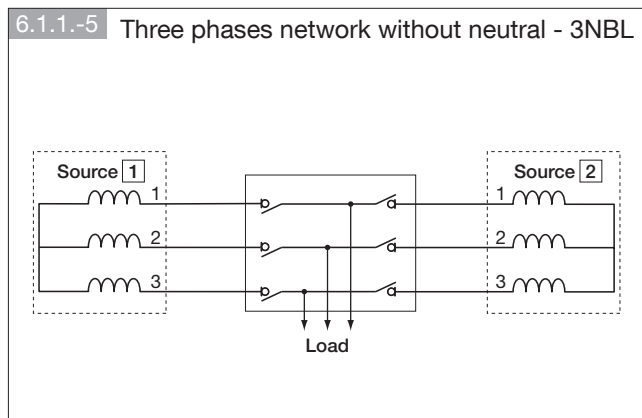 6.1.1.-5 Three phases network without neutral - 3NBL
Source 1
Source 2
1
1
2
2
3
3
Load